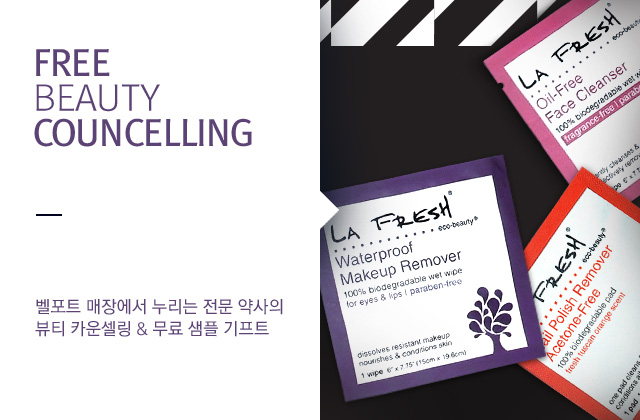 FREE
BEAUTY
COUNCELLING
벨포트 매장에서 누리는 전문 약사의
뷰티 카운셀링 & 무료 샘플 기프트
LA FRESH®
eco-beauty
Oil-Free
Face Cleanser
100% biodegradable wet
fragrance-free |
LA FRESH®
eco-beauty®
Waterproof
Makeup Remover
100% biodegradable wet wipe
for eyes & lips | paraben-free
dissolves resistant makeup
nourishes & conditions skin
1 wipe 6" x 7.75" (15cm x 19.6cm)
FRESH®
eco-beauty®
Nail Polish Remover
Acetone-Free
100% biodegradable pad
fresh tuscan orange scent